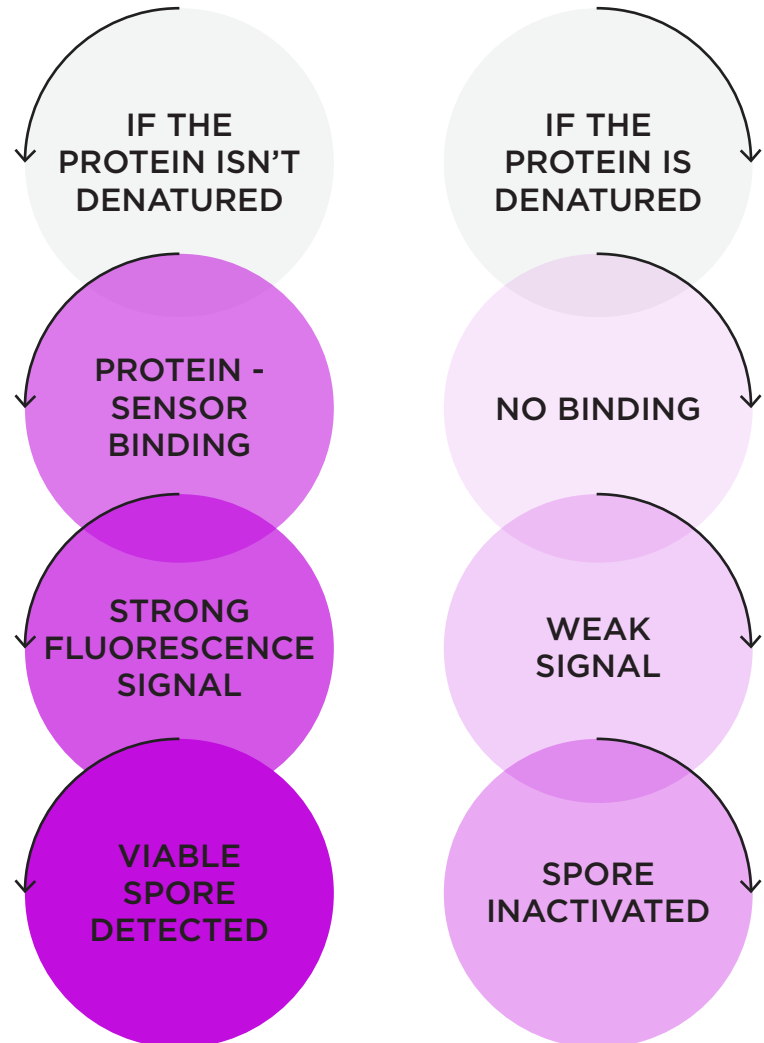 IF THE
PROTEIN ISN'T
DENATURED
PROTEIN -
SENSOR
BINDING
STRONG
FLUORESCENCE
SIGNAL
VIABLE
SPORE
DETECTED
IF THE
PROTEIN IS
DENATURED
NO BINDING
WEAK
SIGNAL
SPORE
INACTIVATED